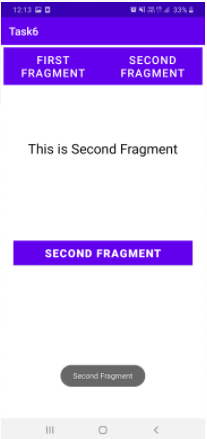 12:13
33%
Task6
FIRST SECOND
FRAGMENT FRAGMENT
This is Second Fragment
SECOND FRAGMENT
Second Fragment